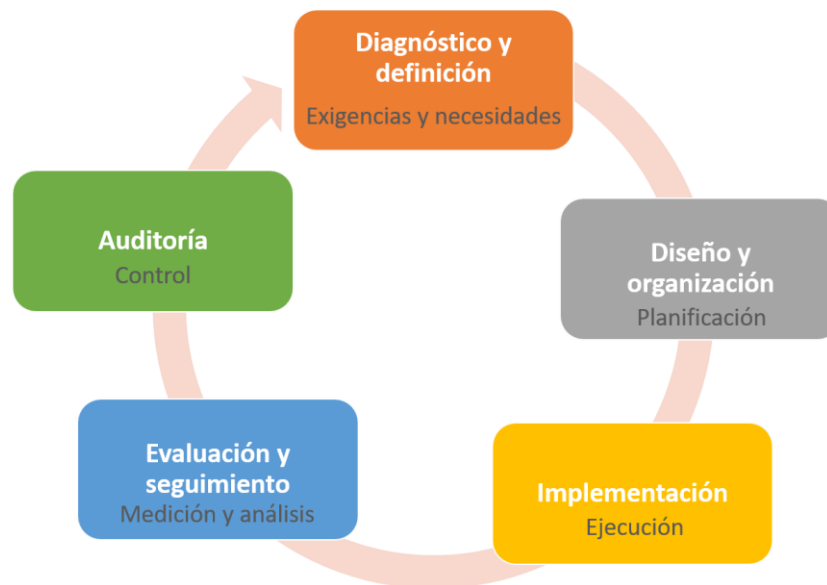 Diagnóstico y
definición
Exigencias y necesidades
Diseño y
organización
Planificación
Implementación
Ejecución
Evaluación y
seguimiento
Medición y análisis
Auditoría
Control